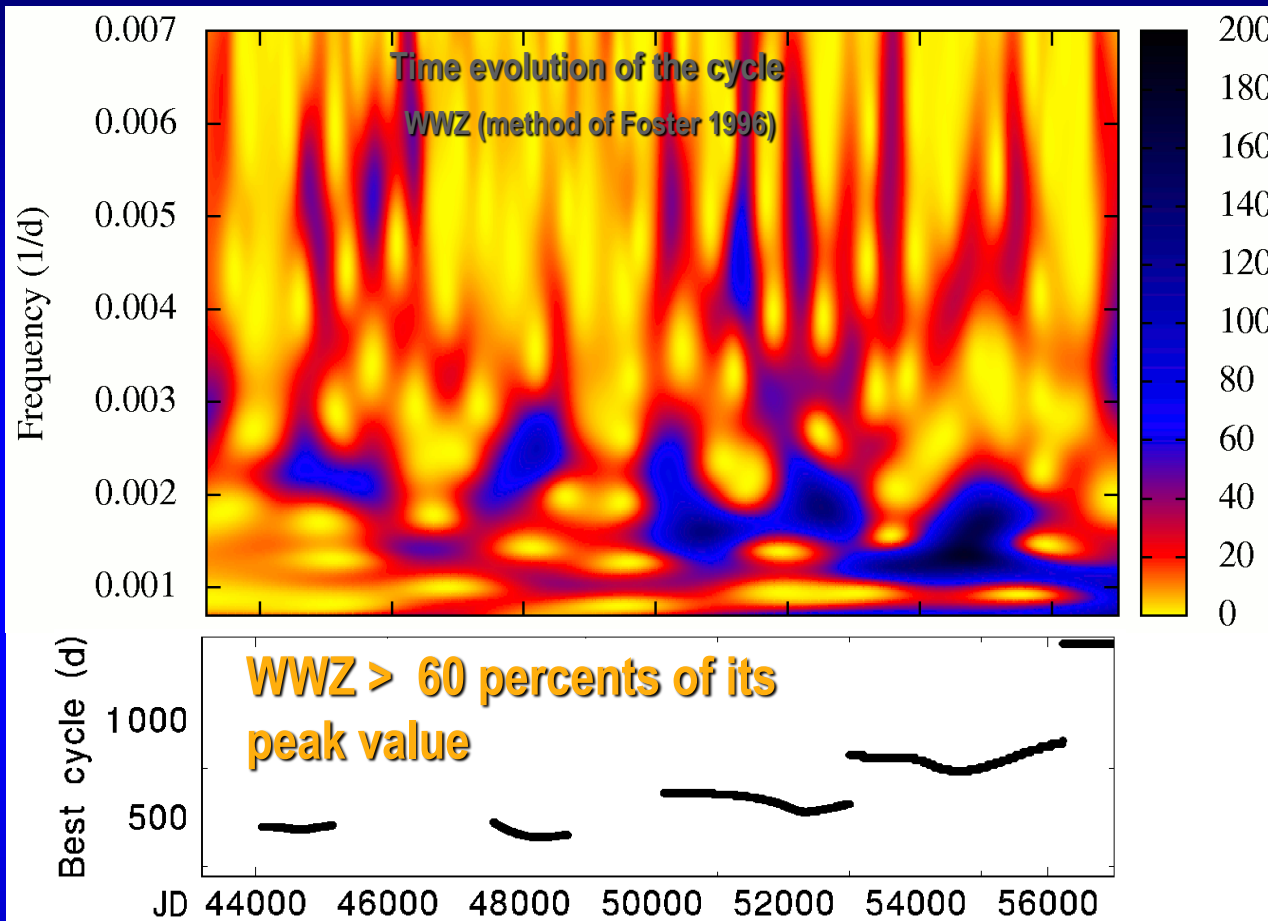 Time evolution of the cycle
WWZ (method of Foster 1996)
Frequency (1/d)
0.007
0.006
0.005
0.004
0.003
0.002
0.001
200
180
160
140
120
100
80
60
40
20
0
WWZ > 60 percents of its
peak value
Best cycle (d)
1000
500
JD 44000 46000 48000 50000 52000 54000 56000